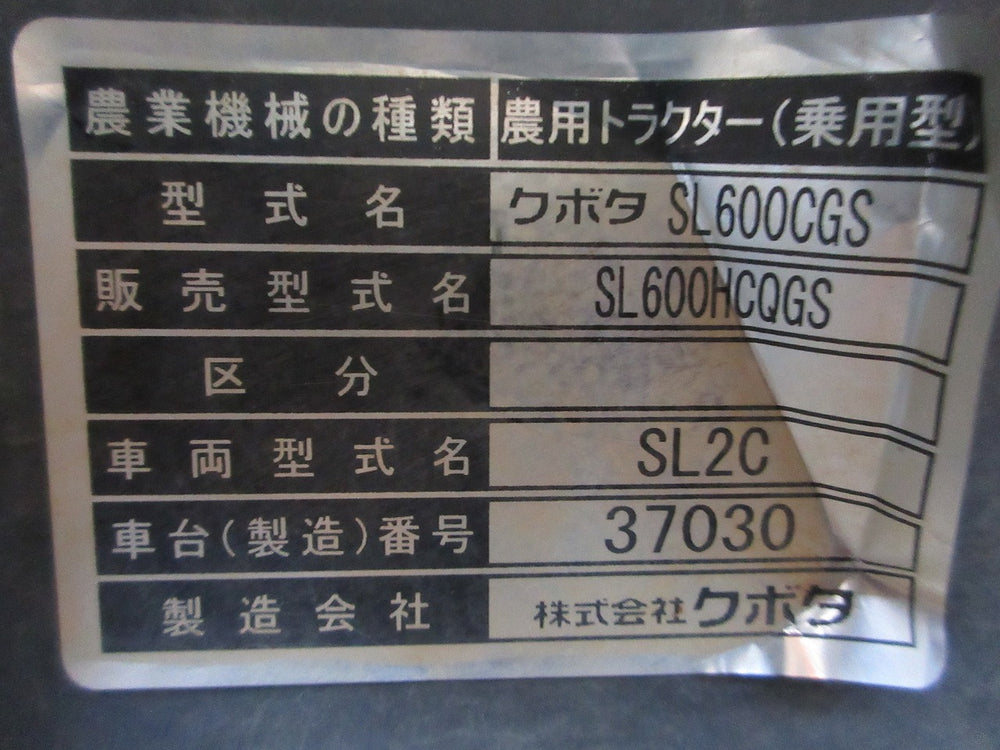 農業機械の種類 農用トラクター(乗用型)
型式名 クボタ SL600CGS
販売型式名 SL600HCQGS
区分
車両型式名 SL2C
車台(製造)番号 37030
製造会社 株式会社クボタ